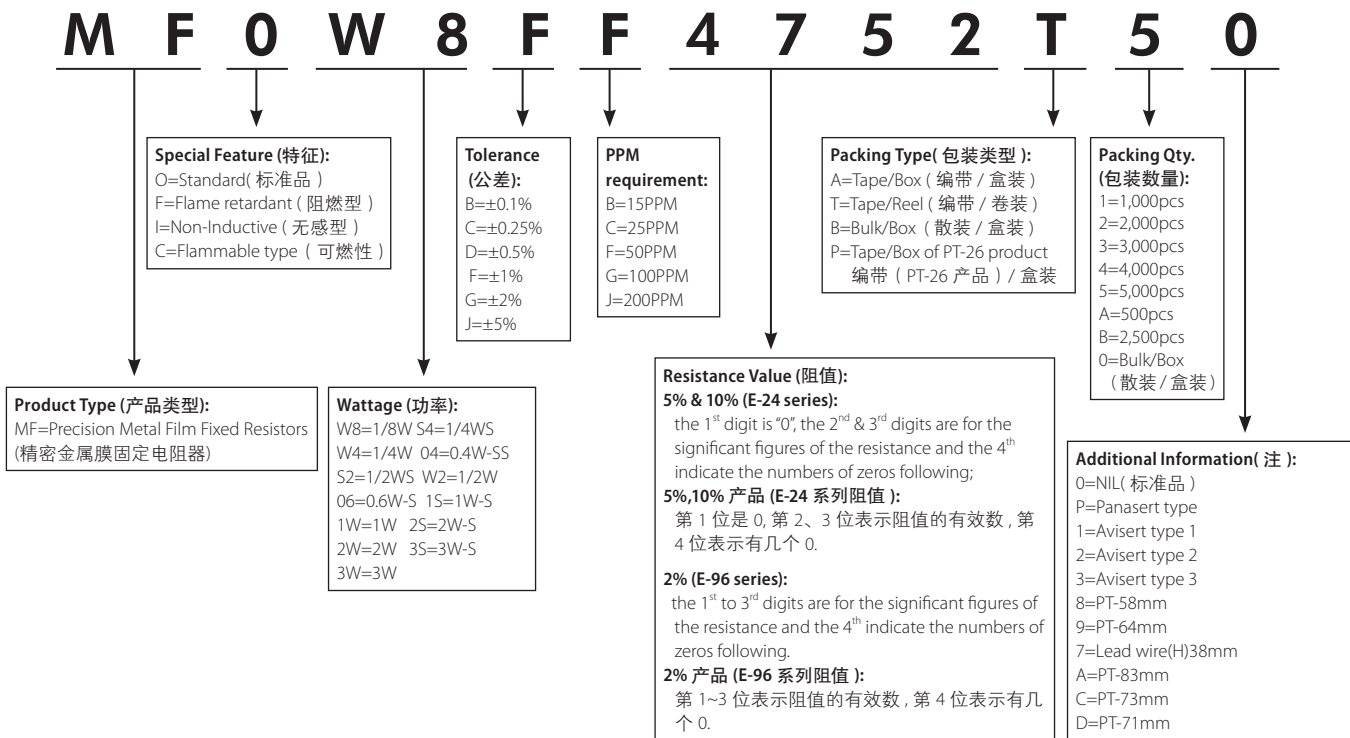 M F 0 W 8 F F 4 7 5 2 T 5 0
Special Feature (特征):
O=Standard( 标准品 )
F=Flame retardant ( 阻燃型 )
I=Non-Inductive ( 无感型 )
C=Flammable type ( 可燃性 )
Tolerance
(公差):
B=±0.1%
C=±0.25%
D=±0.5%
F=±1%
G=±2%
J=±5%
PPM
requirement:
B=15PPM
C=25PPM
F=50PPM
G=100PPM
J=200PPM
Packing Type( 包装类型 ):
A=Tape/Box ( 编带 / 盒装 )
T=Tape/Reel ( 编带 / 卷装 )
B=Bulk/Box ( 散装 / 盒装 )
P=Tape/Box of PT-26 product
编带 ( PT-26 产品 ) / 盒装
Packing Qty.
(包装数量):
1=1,000pcs
2=2,000pcs
3=3,000pcs
4=4,000pcs
5=5,000pcs
A=500pcs
B=2,500pcs
0=Bulk/Box
( 散装 / 盒装 )
Product Type (产品类型):
MF=Precision Metal Film Fixed Resistors
(精密金属膜固定电阻器)
Wattage (功率):
W8=1/8W S4=1/4WS
W4=1/4W 04=0.4W-SS
S2=1/2WS W2=1/2W
06=0.6W-S 1S=1W-S
1W=1W 2S=2W-S
2W=2W 3S=3W-S
3W=3W
Resistance Value (阻值):
5% & 10% (E-24 series):
the 1st digit is "0", the 2nd & 3rd digits are for the
significant figures of the resistance and the 4th
indicate the numbers of zeros following;
5%,10% 产品 (E-24 系列阻值 ):
第 1 位是 0, 第 2、3 位表示阻值的有效数 , 第
4 位表示有几个 0.
2% (E-96 series):
the 1st to 3rd digits are for the significant figures of
the resistance and the 4th indicate the numbers of
zeros following.
2% 产品 (E-96 系列阻值 ):
第 1~3 位表示阻值的有效数 , 第 4 位表示有几
个 0.
Additional Information( 注 ):
0=NIL( 标准品 )
P=Panasert type
1=Avisert type 1
2=Avisert type 2
3=Avisert type 3
8=PT-58mm
9=PT-64mm
7=Lead wire(H)38mm
A=PT-83mm
C=PT-73mm
D=PT-71mm